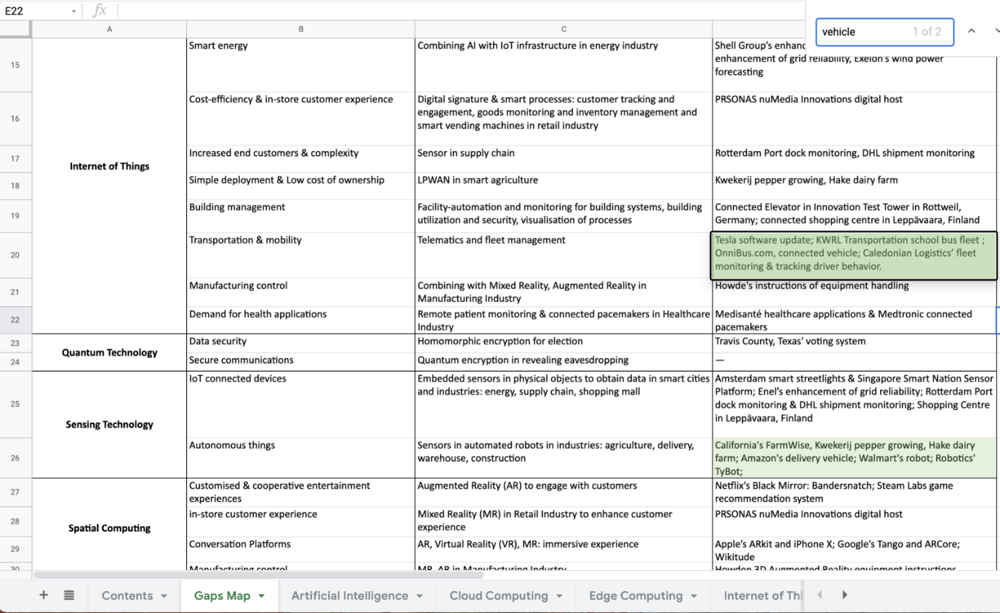 E22
fx
vehicle 1 of 2
A B C
15
Smart energy
Combining AI with IoT infrastructure in energy industry
Shell Group's enhanc
enhancement of grid reliability, Exelon's wind power
forecasting
16
Cost-efficiency & in-store customer experience
Digital signature & smart processes: customer tracking and
engagement, goods monitoring and inventory management and
smart vending machines in retail industry
PRSONAS nuMedia Innovations digital host
Internet of Things
17
Increased end customers & complexity
Sensor in supply chain
Rotterdam Port dock monitoring, DHL shipment monitoring
18
Simple deployment & Low cost of ownership
LPWAN in smart agriculture
Kwekerij pepper growing, Hake dairy farm
19
Building management
Facility-automation and monitoring for building systems, building
utilization and security, visualisation of processes
Connected Elevator in Innovation Test Tower in Rottweil,
Germany; connected shopping centre in Leppävaara, Finland
20
Transportation & mobility
Telematics and fleet management
Tesla software update; KWRL Transportation school bus fleet ;
OnniBus.com, connected vehicle; Caledonian Logistics' fleet
monitoring & tracking driver behavior.
21
Manufacturing control
Combining with Mixed Reality, Augmented Reality in
Manufacturing Industry
Howde's instructions of equipment handling
22
Demand for health applications
Remote patient monitoring & connected pacemakers in Healthcare
Industry
Medisanté healthcare applications & Medtronic connected
pacemakers
Quantum Technology
23
Data security
Homomorphic encryption for election
Travis County, Texas' voting system
24
Secure communications
Quantum encryption in revealing eavesdropping
—
25
IoT connected devices
Embedded sensors in physical objects to obtain data in smart cities
and industries: energy, supply chain, shopping mall
Amsterdam smart streetlights & Singapore Smart Nation Sensor
Platform; Enel's enhancement of grid reliability; Rotterdam Port
dock monitoring & DHL shipment monitoring; Shopping Centre
in Leppävaara, Finland
Sensing Technology
26
Autonomous things
Sensors in automated robots in industries: agriculture, delivery,
warehouse, construction
California's FarmWise, Kwekerij pepper growing, Hake dairy
farm; Amazon's delivery vehicle; Walmart's robot; Robotics'
TyBot;
27
Customised & cooperative entertainment
experiences
Augmented Reality (AR) to engage with customers
Netflix's Black Mirror: Bandersnatch; Steam Labs game
recommendation system
Spatial Computing
28
in-store customer experience
Mixed Reality (MR) in Retail Industry to enhance customer
experience
PRSONAS nuMedia Innovations digital host
29
Conversation Platforms
AR, Virtual Reality (VR), MR: immersive experience
Apple's ARkit and iPhone X; Google's Tango and ARCore;
Wikitude
30
Manufacturing control
MR, AR in Manufacturing Industry
Howden 3D Augmented Reality equipment instructions
Contents Gaps Map Artificial Intelligence Cloud Computing Edge Computing Internet of Thi